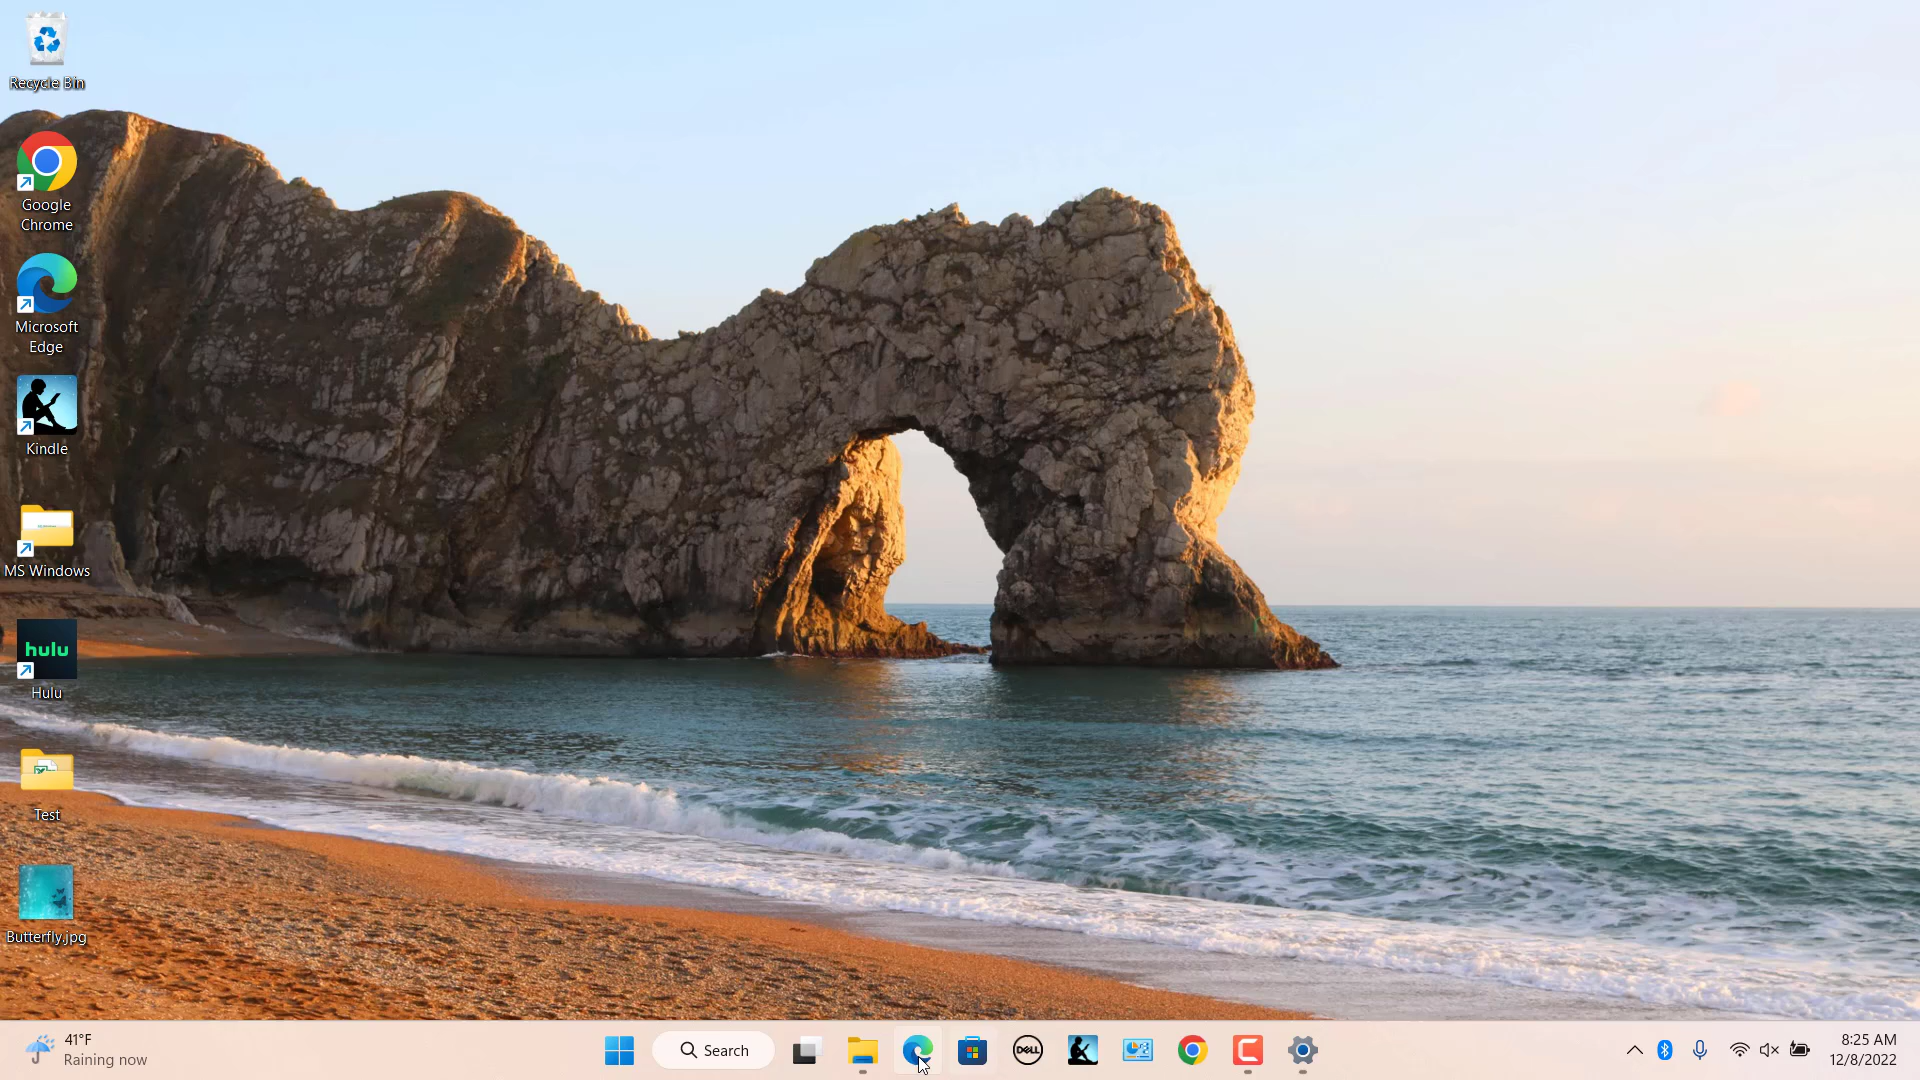 Recycle Bin
Google
Chrome
Microsoft
Edge
Kindle
MS Windows
hulu
Hulu
Test
Butterfly.jpg
41°F
Raining now
Search
DELL
8:25 AM
12/8/2022